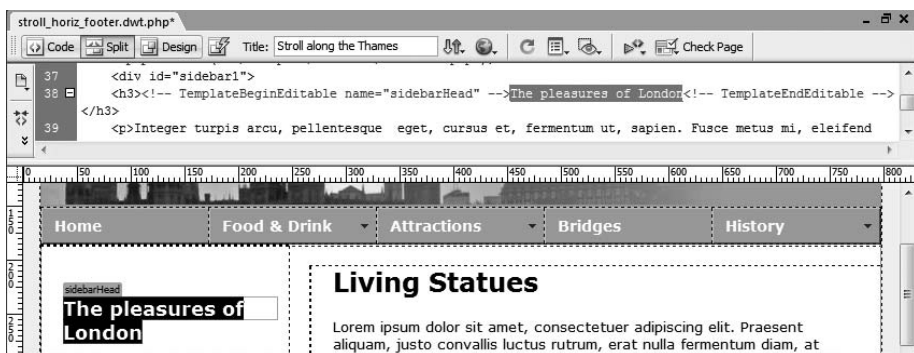 stroll_horiz_footer.dwt.php*
Code Split Design Title: Stroll along the Thames Check Page
37 <div id="sidebar1">
38 <h3><!-- TemplateBeginEditable name="sidebarHead" -->The pleasures of London<!-- TemplateEndEditable -->
</h3>
39 <p>Integer turpis arcu, pellentesque eget, cursus et, fermentum ut, sapien. Fusce metus mi, eleifend
0 50 100 150 200 250 300 350 400 450 500 550 600 650 700 750 800
150
200
250
Home Food & Drink Attractions Bridges History
sidebarHead
The pleasures of
London
Living Statues
Lorem ipsum dolor sit amet, consectetuer adipiscing elit. Praesent
aliquam, justo convallis luctus rutrum, erat nulla fermentum diam, at